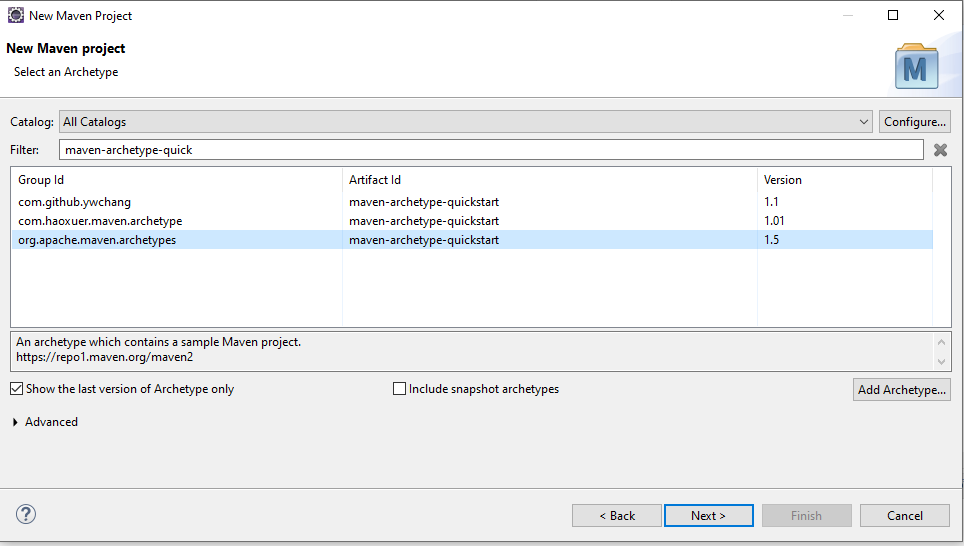 New Maven Project
New Maven project
Select an Archetype
M
Catalog: All Catalogs Configure...
Filter: maven-archetype-quick
Group Id Artifact Id Version
com.github.ywchang maven-archetype-quickstart 1.1
com.haoxuer.maven.archetype maven-archetype-quickstart 1.01
org.apache.maven.archetypes maven-archetype-quickstart 1.5
An archetype which contains a sample Maven project.
https://repo1.maven.org/maven2
Show the last version of Archetype only Include snapshot archetypes Add Archetype...
Advanced
? < Back Next > Finish Cancel